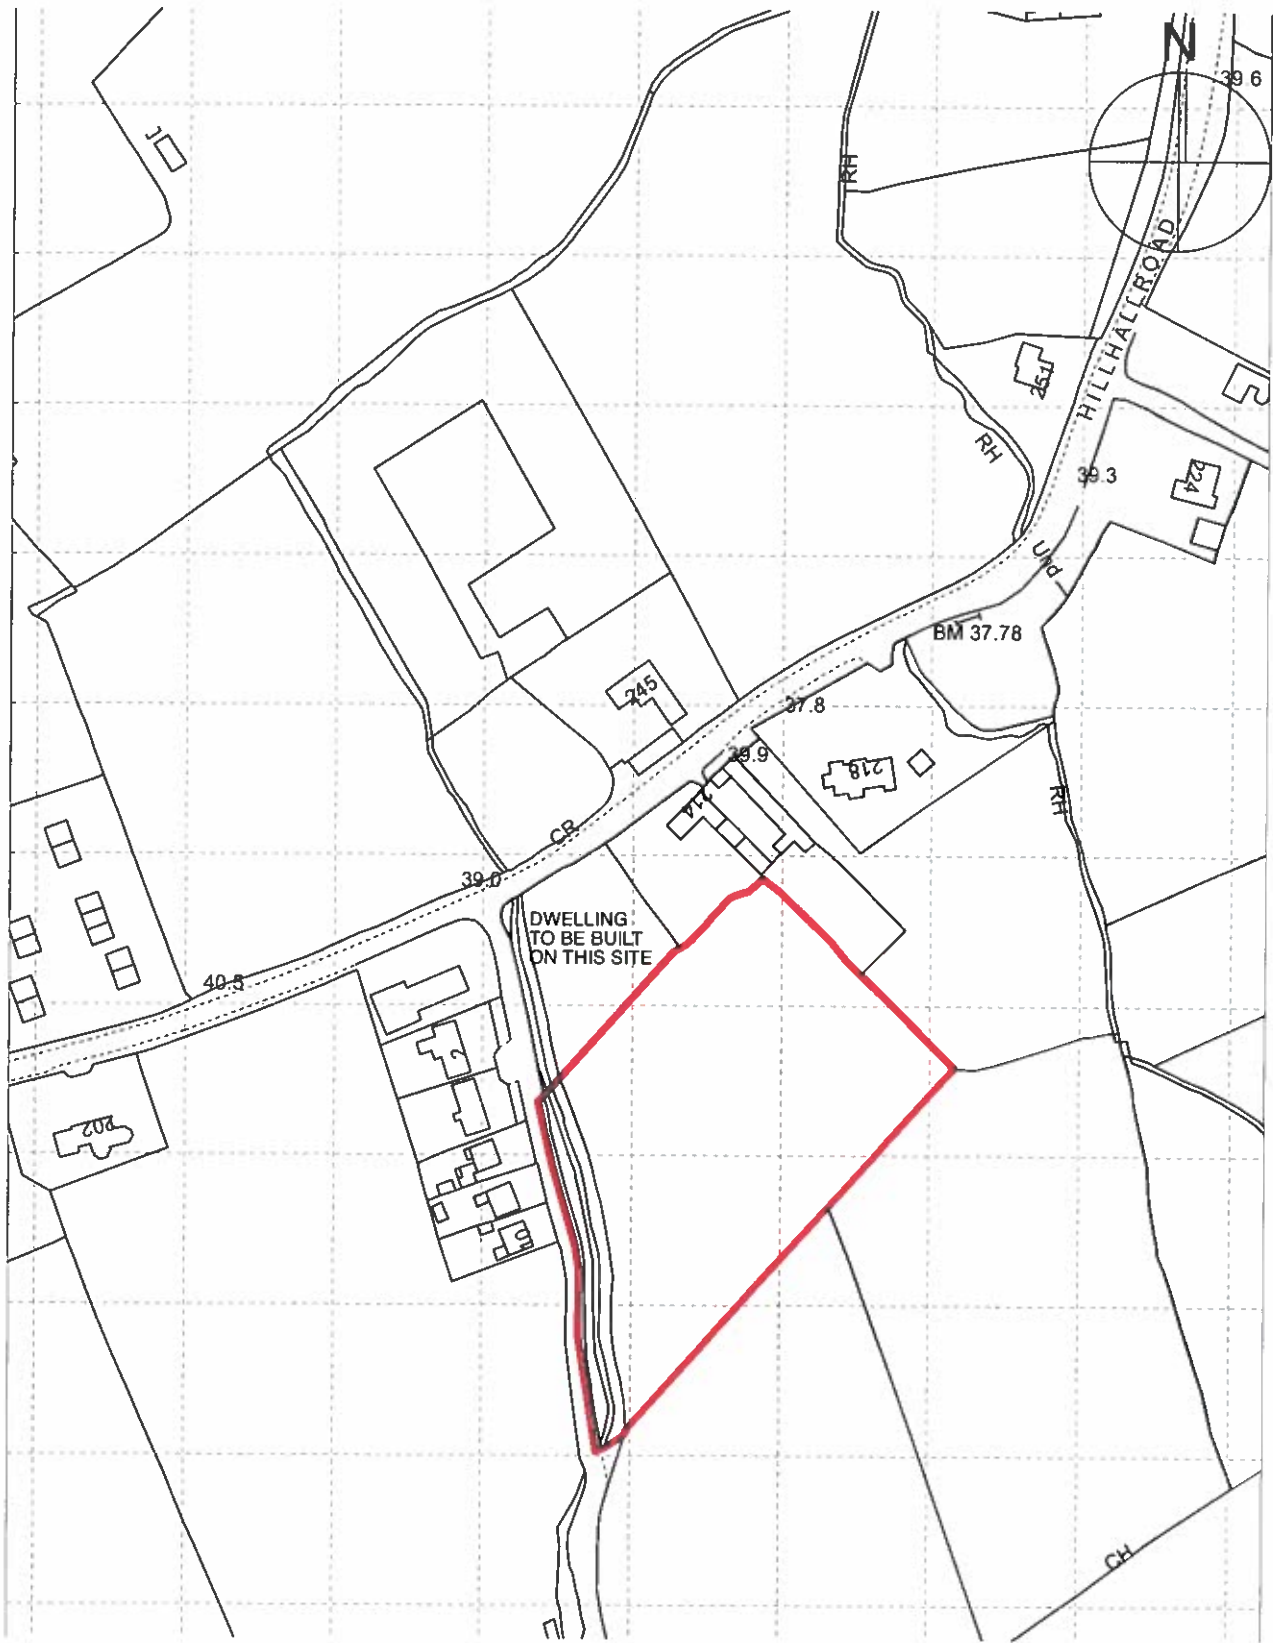 N
39.6
RH
HILLHALL ROAD
251
RH
39.3
224
Und
BM 37.78
245
37.8
39.9
218
214
RH
CR
39.0
DWELLING
TO BE BUILT
ON THIS SITE
40.5
2
202
CH